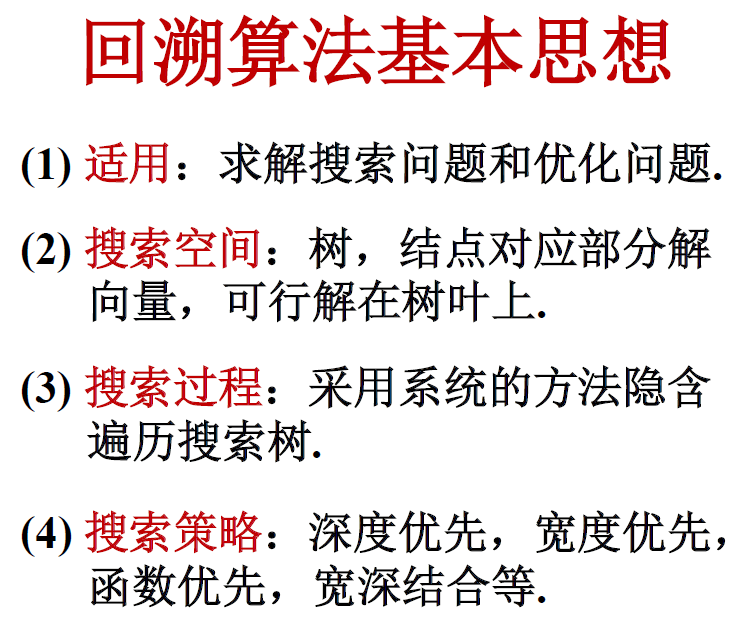 回溯算法基本思想
(1) 适用：求解搜索问题和优化问题.
(2) 搜索空间：树，结点对应部分解
向量，可行解在树叶上.
(3) 搜索过程：采用系统的方法隐含
遍历搜索树.
(4) 搜索策略：深度优先，宽度优先，
函数优先，宽深结合等.